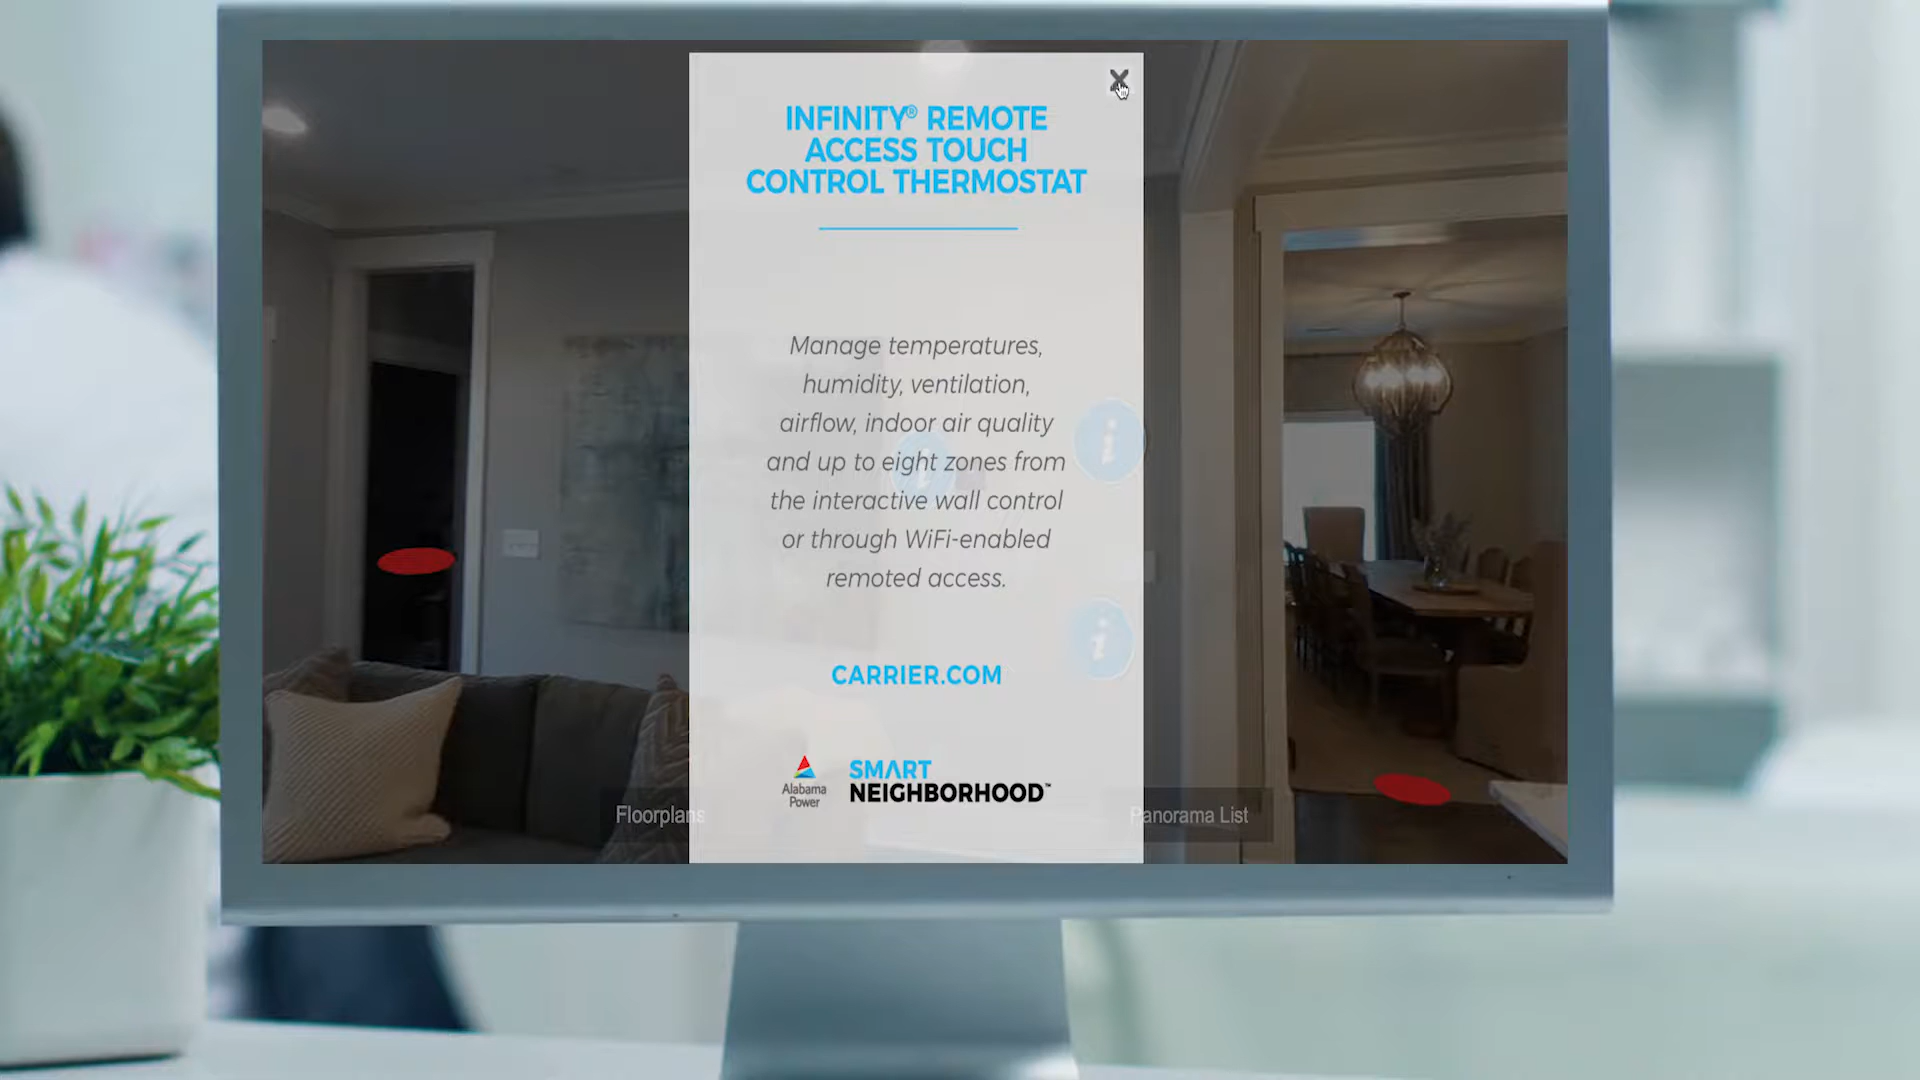 INFINITY® REMOTE
ACCESS TOUCH
CONTROL THERMOSTAT
Manage temperatures,
humidity, ventilation,
airflow, indoor air quality
and up to eight zones from
the interactive wall control
or through WiFi-enabled
remoted access.
CARRIER.COM
Alabama
Power
SMART
NEIGHBORHOOD™
Floorplans
Panorama List
i
i
i